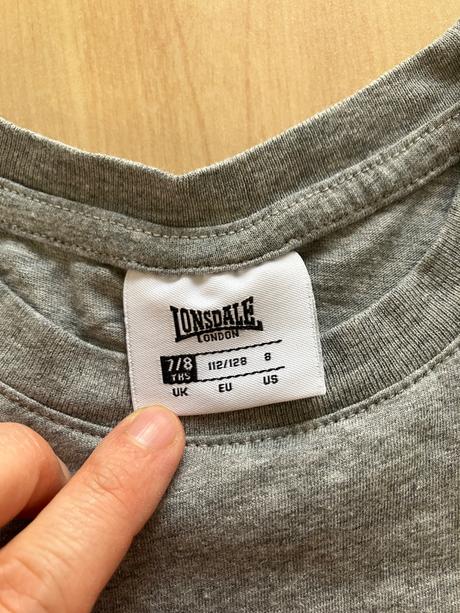 LONSDALE
LONDON
7/8 112/128 8
YRS
UK EU US